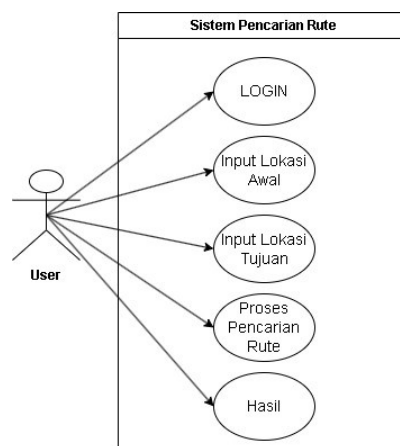 Sistem Pencarian Rute
LOGIN
Input Lokasi
Awal
Input Lokasi
Tujuan
User
Proses
Pencarian
Rute
Hasil